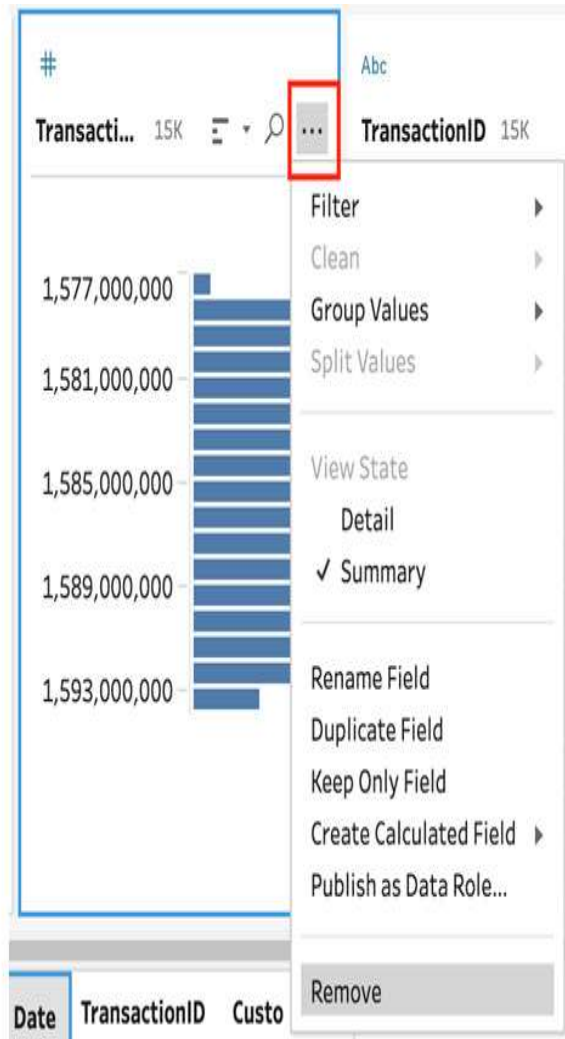 #
Abc
Transacti... 15K ...
TransactionID 15K
Filter
Clean
Group Values
Split Values
1,577,000,000
1,581,000,000
1,585,000,000
1,589,000,000
1,593,000,000
View State
Detail
✓ Summary
Rename Field
Duplicate Field
Keep Only Field
Create Calculated Field
Publish as Data Role...
Remove
Date TransactionID Custo